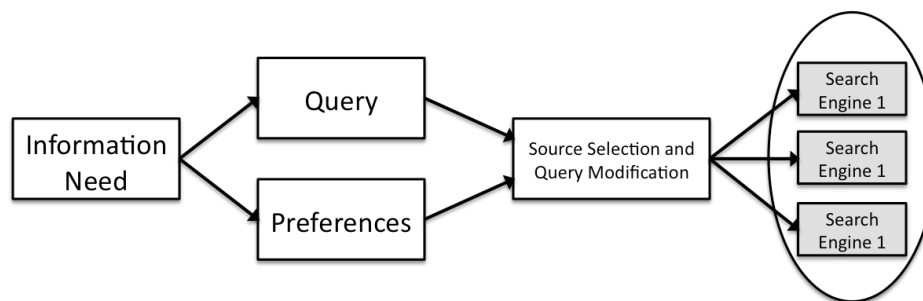 Information
Need
Query
Preferences
Source Selection and
Query Modification
Search
Engine 1
Search
Engine 1
Search
Engine 1